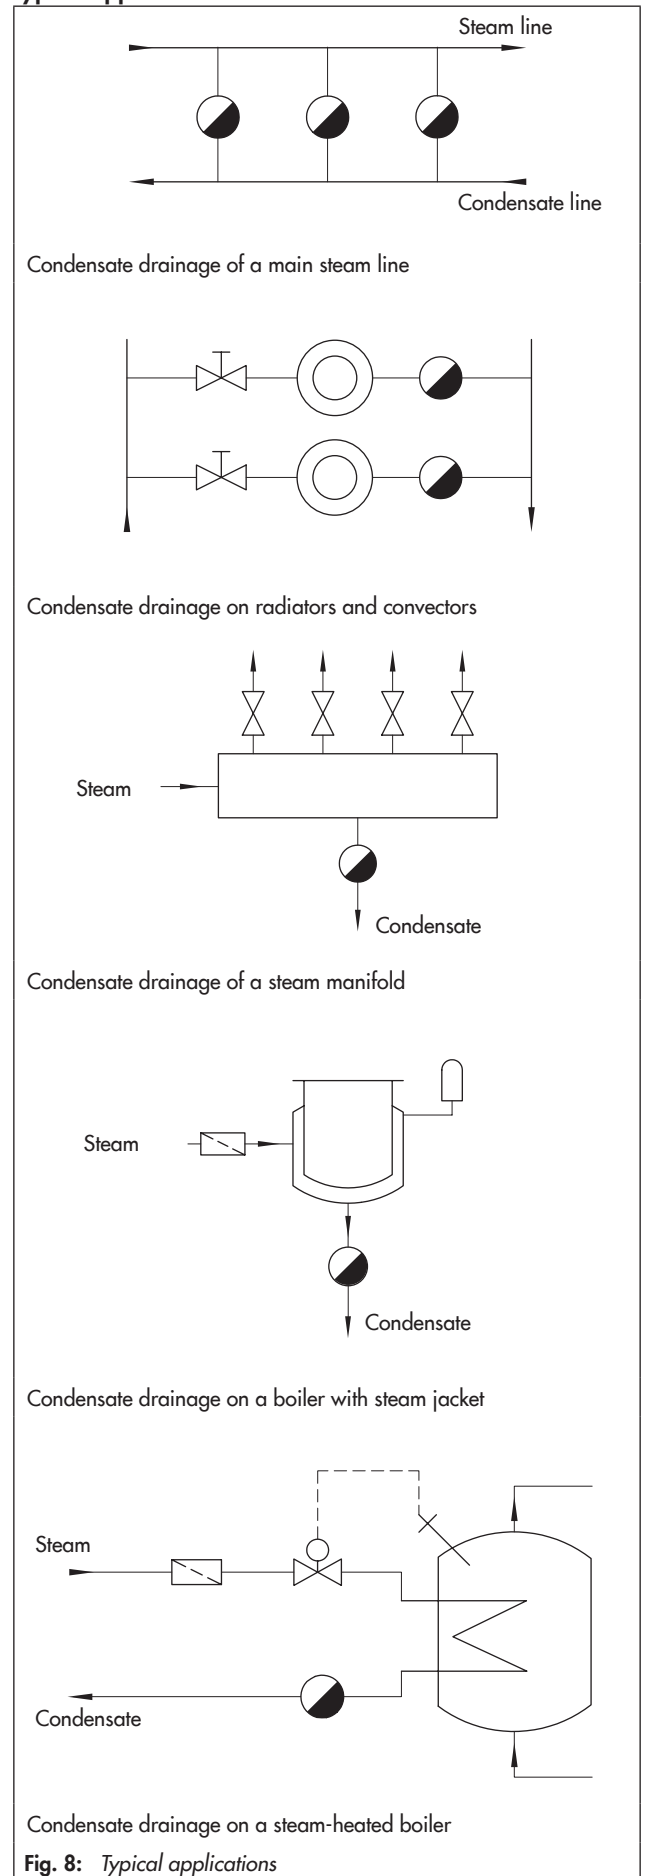 Steam line
Condensate line
Condensate drainage of a main steam line
Condensate drainage on radiators and convectors
Steam
Condensate
Condensate drainage of a steam manifold
Steam
Condensate
Condensate drainage on a boiler with steam jacket
Steam
Condensate
Condensate drainage on a steam-heated boiler
Fig. 8: Typical applications